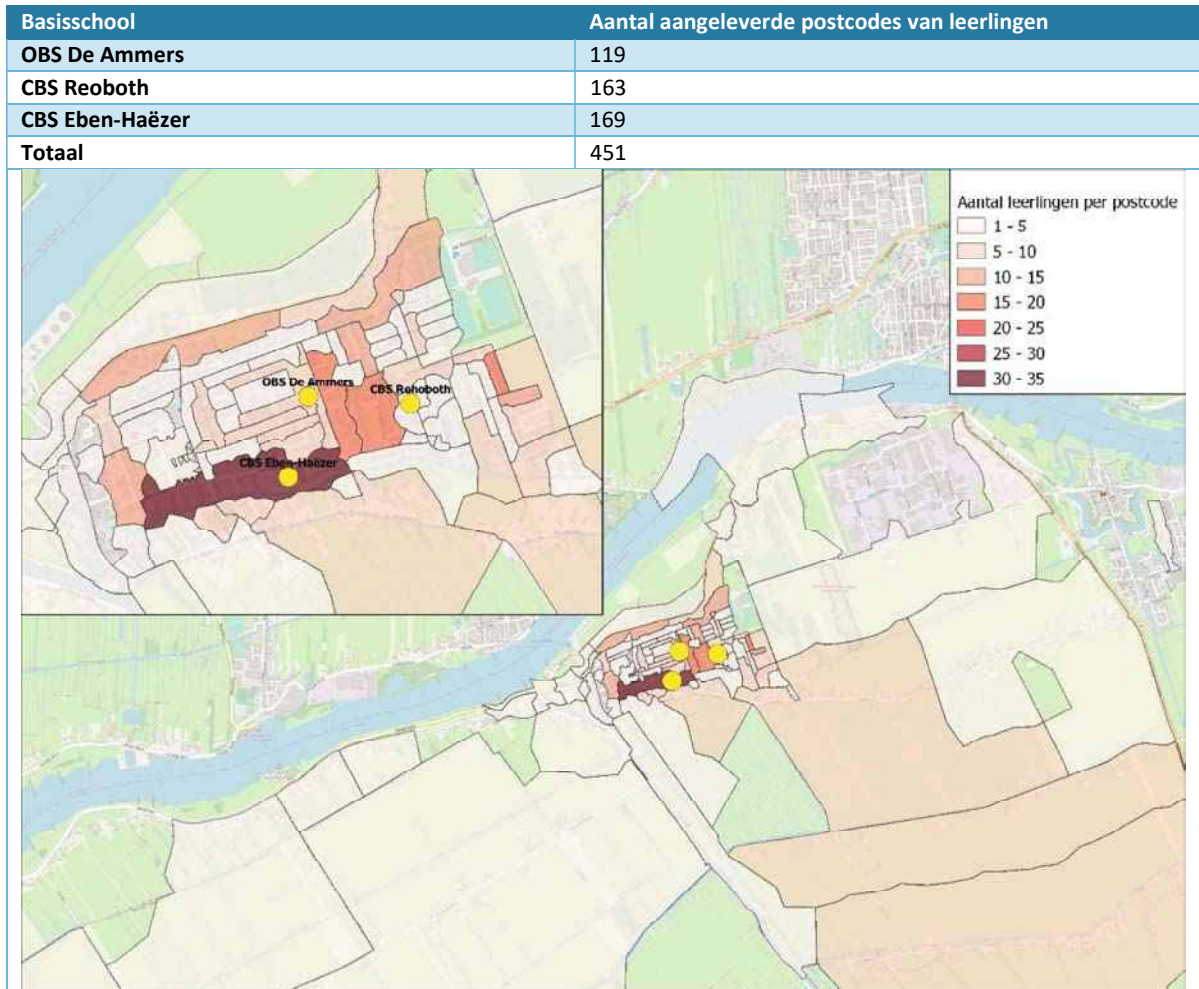 Basisschool Aantal aangeleverde postcodes van leerlingen
OBS De Ammers 119
CBS Reoboth 163
CBS Eben-Haëzer 169
Totaal 451
Aantal leerlingen per postcode
1 - 5
5 - 10
10 - 15
15 - 20
20 - 25
25 - 30
30 - 35
OBS De Ammers
CBS Rehoboth
CBS Eben-Haëzer